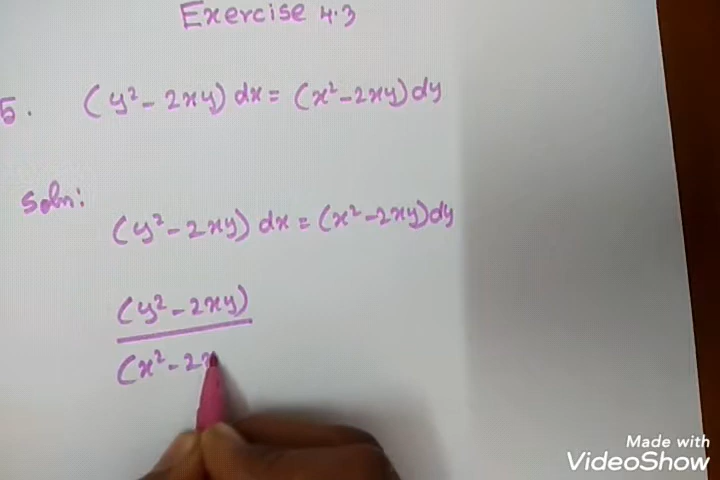 Exercise 4.3
5. (y² - 2xy) dx = (x² - 2xy) dy
Soln:
(y² - 2xy) dx = (x² - 2xy) dy
(y² - 2xy)
(x² - 2x
Made with
VideoShow